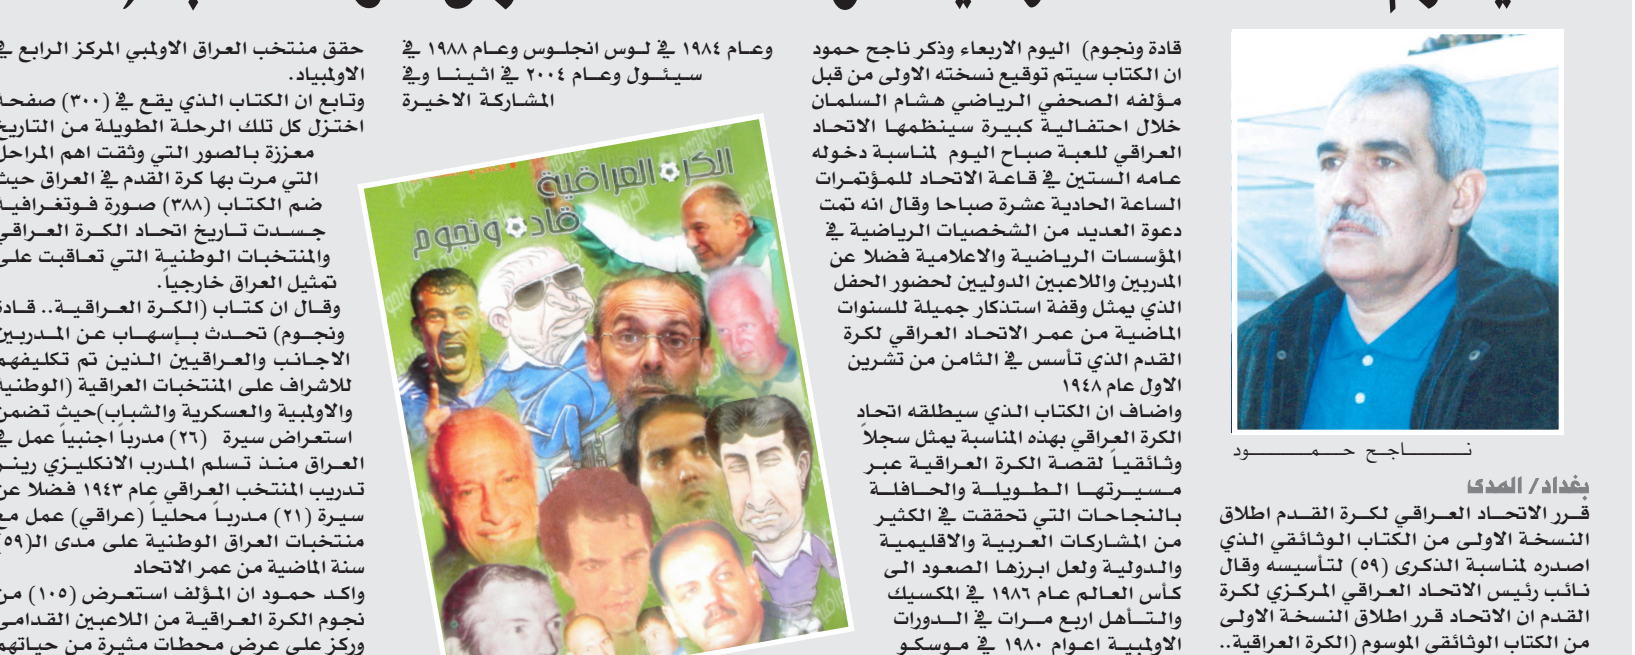 ناجح حمود
بغداد/ المدى
قرر الاتحاد العراقي لكرة القدم اطلاق
النسخة الاولى من الكتاب الوثائقي الذي
اصدره لمناسبة الذكرى (٥٩) لتأسيسه وقال
نائب رئيس الاتحاد العراقي المركزي لكرة
القدم ان الاتحاد قرر اطلاق النسخة الاولى
من الكتاب الوثائقي الموسوم (الكرة العراقية..
قادة ونجوم) اليوم الاربعاء وذكر ناجح حمود
ان الكتاب سيتم توقيع نسخته الاولى من قبل
مؤلفه الصحفي الرياضي هشام السلمان
خلال احتفالية كبيرة سينظمها الاتحاد
العراقي للعبة صباح اليوم لمناسبة دخوله
عامه الستين في قاعة الاتحاد للمؤتمرات
الساعة الحادية عشرة صباحا وقال انه تمت
دعوة العديد من الشخصيات الرياضية في
المؤسسات الرياضية والاعلامية فضلا عن
المدربين واللاعبين الدوليين لحضور الحفل
الذي يمثل وقفة استذكار جميلة للسنوات
الماضية من عمر الاتحاد العراقي لكرة
القدم الذي تأسس في الثامن من تشرين
الاول عام ١٩٤٨
واضاف ان الكتاب الذي سيطلقه اتحاد
الكرة العراقي بهذه المناسبة يمثل سجلاً
وثائقياً لقصة الكرة العراقية عبر
مسيرتها الطويلة والحافلة
بالنجاحات التي تحققت في الكثير
من المشاركات العربية والاقليمية
والدولية ولعل ابرزها الصعود الى
كأس العالم عام ١٩٨٦ في المكسيك
والتأهل اربع مرات في الدورات
الاولمبية اعوام ١٩٨٠ في موسكو
وعام ١٩٨٤ في لوس انجلوس وعام ١٩٨٨ في
سيئول وعام ٢٠٠٤ في اثينا وفي
المشاركة الاخيرة
الكرة العراقية
قادة ونجوم
حقق منتخب العراق الاولمبي المركز الرابع في
الاولمبياد.
وتابع ان الكتاب الذي يقع في (٣٠٠) صفحة
اختزل كل تلك الرحلة الطويلة من التاريخ
معززة بالصور التي وثقت اهم المراحل
التي مرت بها كرة القدم في العراق حيث
ضم الكتاب (٣٨٨) صورة فوتغرافية
جسدت تاريخ اتحاد الكرة العراقي
والمنتخبات الوطنية التي تعاقبت على
تمثيل العراق خارجياً.
وقال ان كتاب (الكرة العراقية.. قادة
ونجوم) تحدث بإسهاب عن المدربين
الاجانب والعراقيين الذين تم تكليفهم
للاشراف على المنتخبات العراقية (الوطنية
والاولمبية والعسكرية والشباب)حيث تضمن
استعراض سيرة (٢٦) مدرباً اجنبياً عمل في
العراق منذ تسلم المدرب الانكليزي رينر
تدريب المنتخب العراقي عام ١٩٤٣ فضلا عن
سيرة (٢١) مدرباً محلياً (عراقي) عمل مع
منتخبات العراق الوطنية على مدى الـ(٥٩)
سنة الماضية من عمر الاتحاد
واكد حمود ان المؤلف استعرض (١٠٥) من
نجوم الكرة العراقية من اللاعبين القدامى
وركز على عرض محطات مثيرة من حياتهم